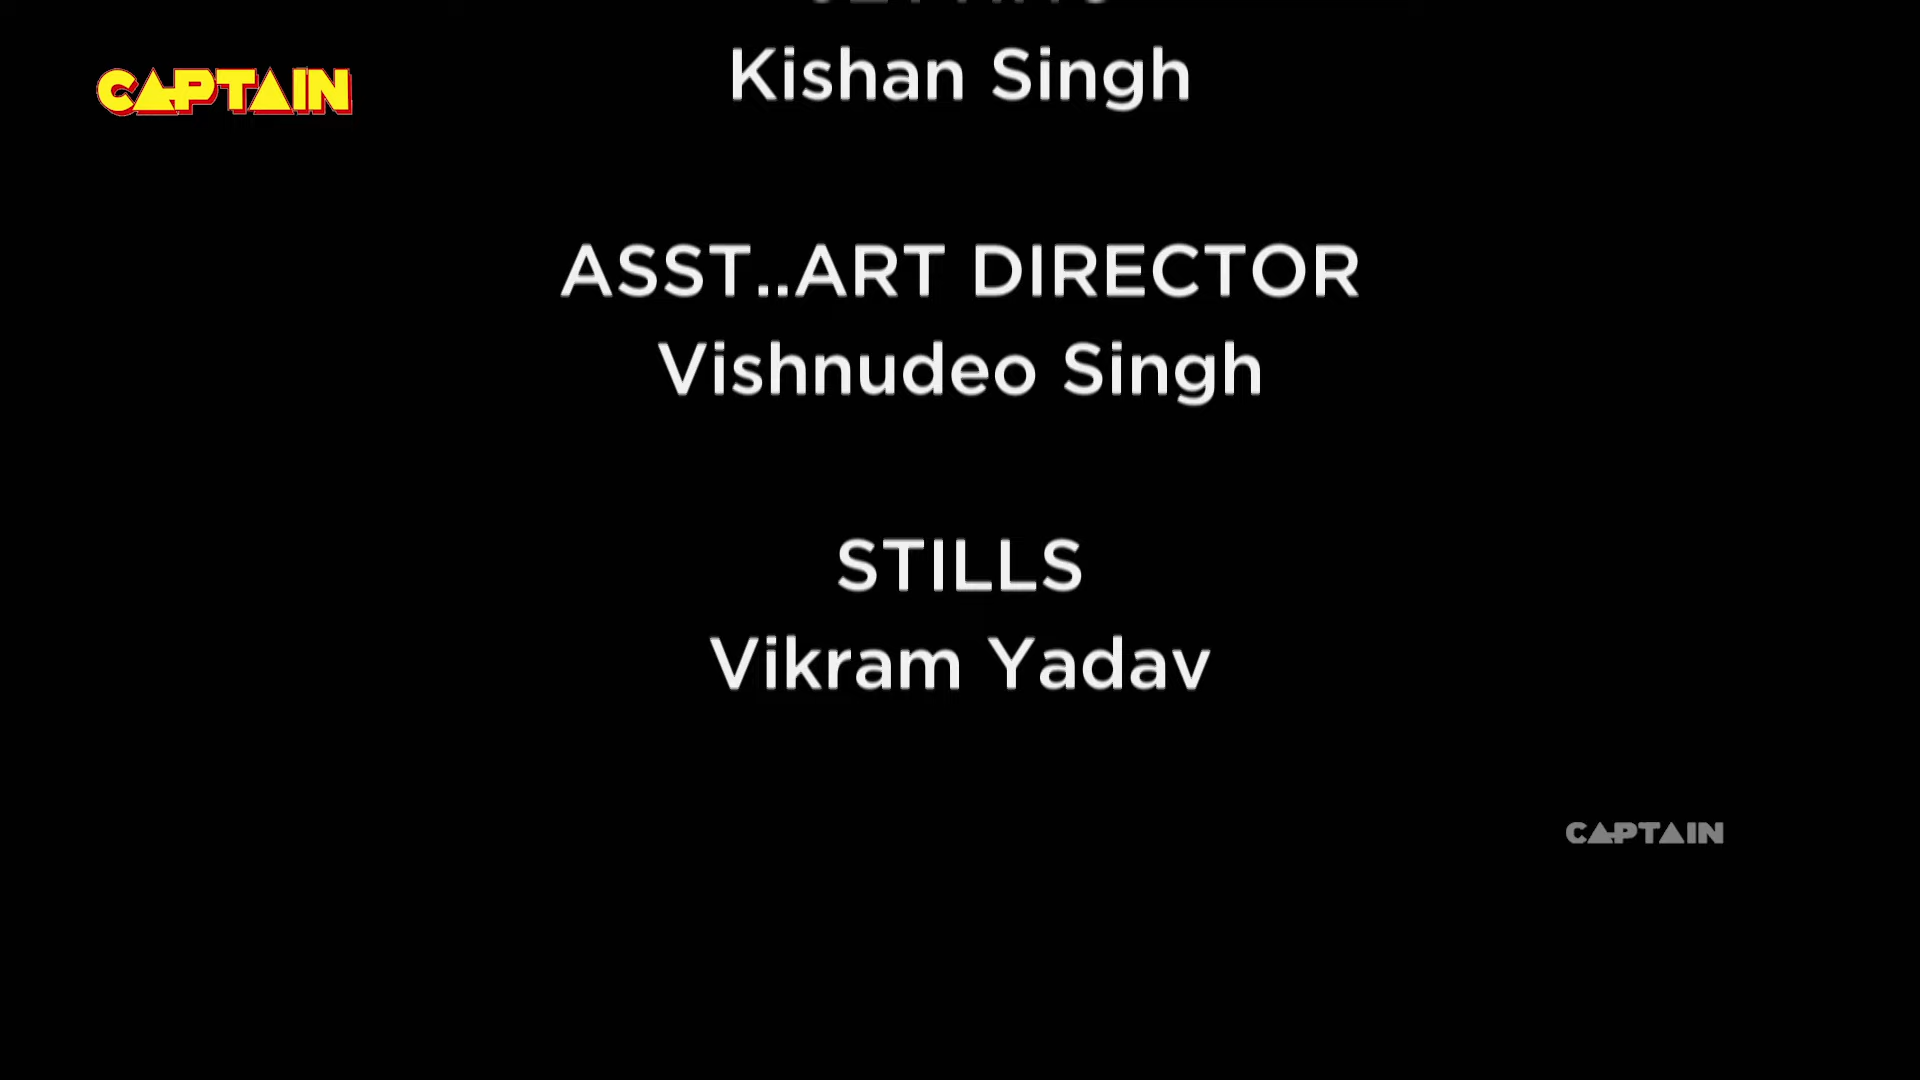 CAPTAIN
Kishan Singh
ASST..ART DIRECTOR
Vishnudeo Singh
STILLS
Vikram Yadav
CAPTAIN